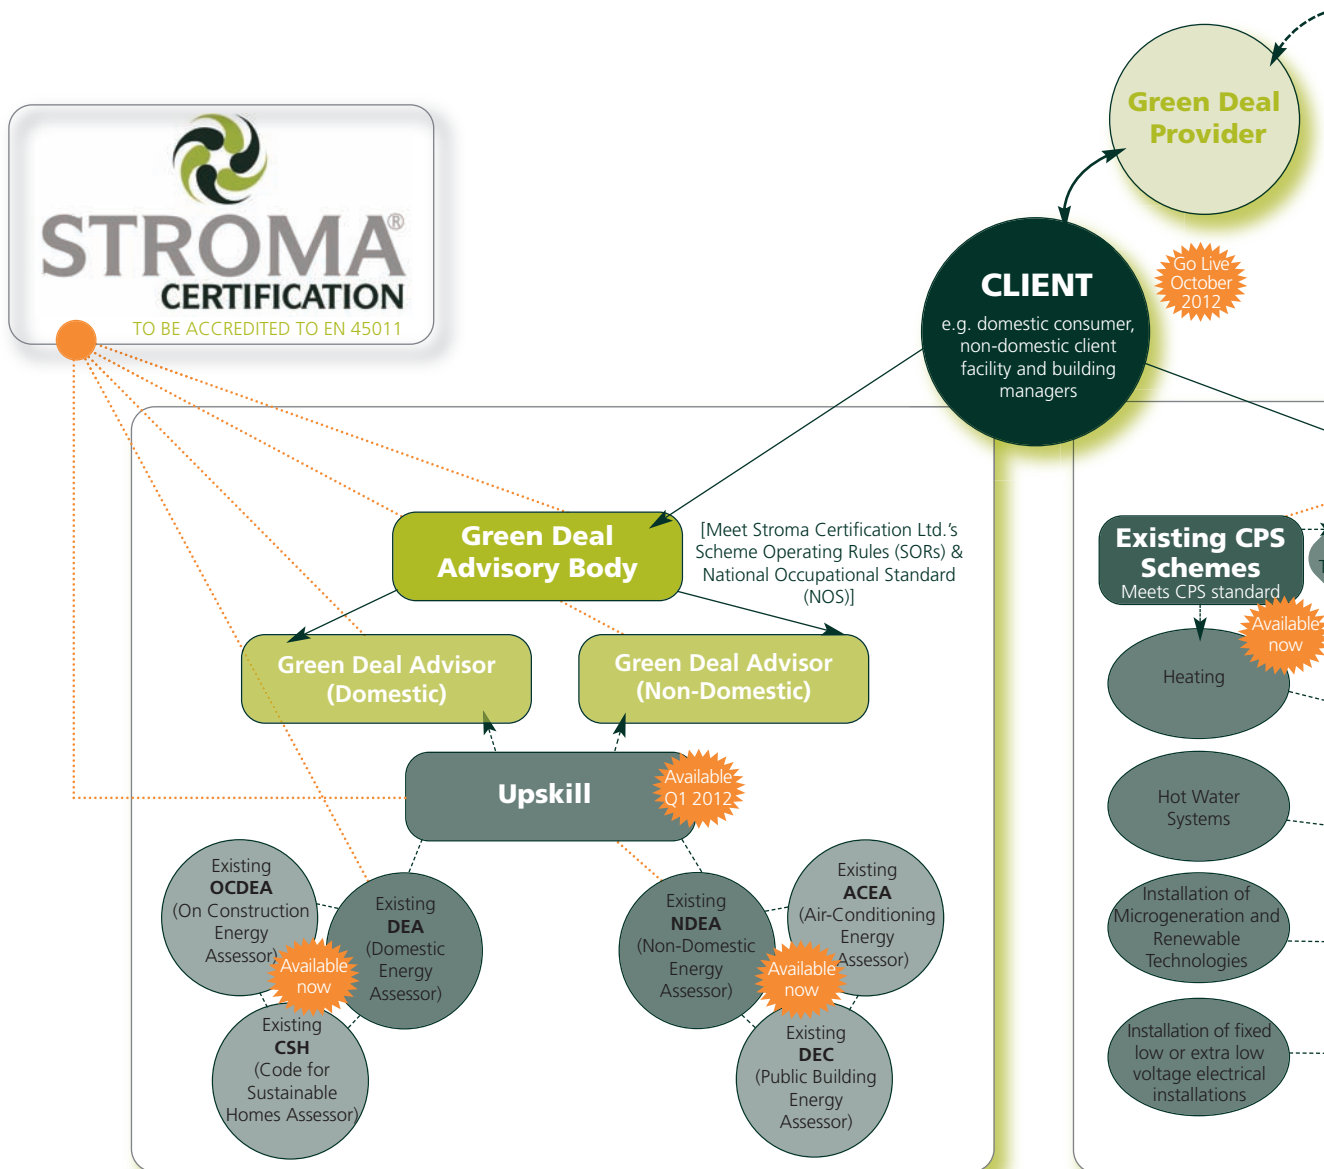 STROMA®
CERTIFICATION
TO BE ACCREDITED TO EN 45011
Green Deal
Provider
CLIENT
e.g. domestic consumer,
non-domestic client
facility and building
managers
Go Live
October
2012
Green Deal
Advisory Body
[Meet Stroma Certification Ltd.'s
Scheme Operating Rules (SORs) &
National Occupational Standard
(NOS)]
Green Deal Advisor
(Domestic)
Green Deal Advisor
(Non-Domestic)
Upskill
Available
Q1 2012
Existing
OCDEA
(On Construction
Energy
Assessor)
Existing
DEA
(Domestic
Energy
Assessor)
Available
now
Existing
CSH
(Code for
Sustainable
Homes Assessor)
Existing
NDEA
(Non-Domestic
Energy
Assessor)
Existing
ACEA
(Air-Conditioning
Energy
Assessor)
Available
now
Existing
DEC
(Public Building
Energy
Assessor)
Existing CPS
Schemes
Meets CPS standard
T
Available
now
Heating
Hot Water
Systems
Installation of
Microgeneration and
Renewable
Technologies
Installation of fixed
low or extra low
voltage electrical
installations